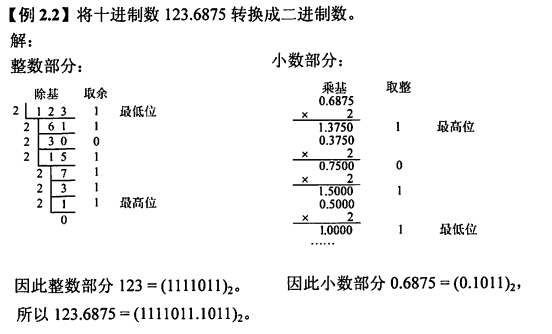 【例 2.2】将十进制数 123.6875 转换成二进制数。
解：
整数部分：
除基 取余
2 1 2 3 1 最低位
2 6 1 1
2 3 0 0
2 1 5 1
2 7 1
2 3 1
2 1 1 最高位
0
小数部分：
乘基 取整
0.6875
× 2
1.3750 1 最高位
0.3750
× 2
0.7500 0
× 2
1.5000 1
0.5000
× 2
1.0000 1 最低位
……
因此整数部分 123 = (1111011)₂。
因此小数部分 0.6875 = (0.1011)₂，
所以 123.6875 = (1111011.1011)₂。